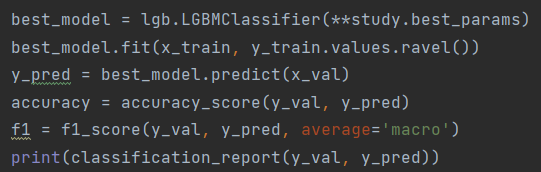 best_model = lgb.LGBMClassifier(**study.best_params)
best_model.fit(x_train, y_train.values.ravel())
y_pred = best_model.predict(x_val)
accuracy = accuracy_score(y_val, y_pred)
f1 = f1_score(y_val, y_pred, average='macro')
print(classification_report(y_val, y_pred))